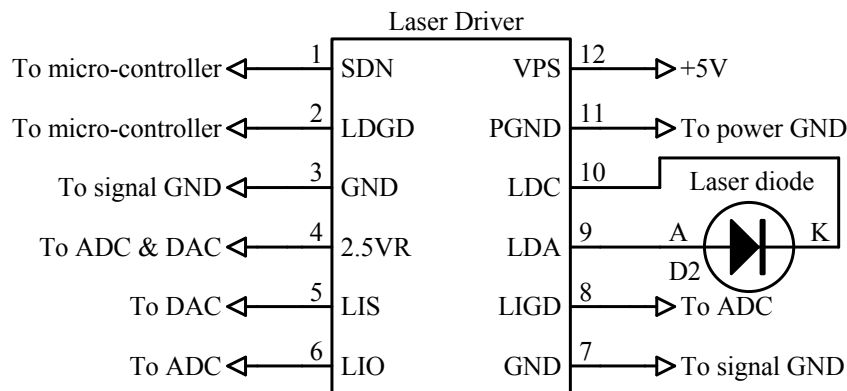 Laser Driver
To micro-controller 1 SDN VPS 12 +5V
To micro-controller 2 LDGD PGND 11 To power GND
To signal GND 3 GND LDC 10
Laser diode
To ADC & DAC 4 2.5VR LDA 9 A K
D2
To DAC 5 LIS LIGD 8 To ADC
To ADC 6 LIO GND 7 To signal GND